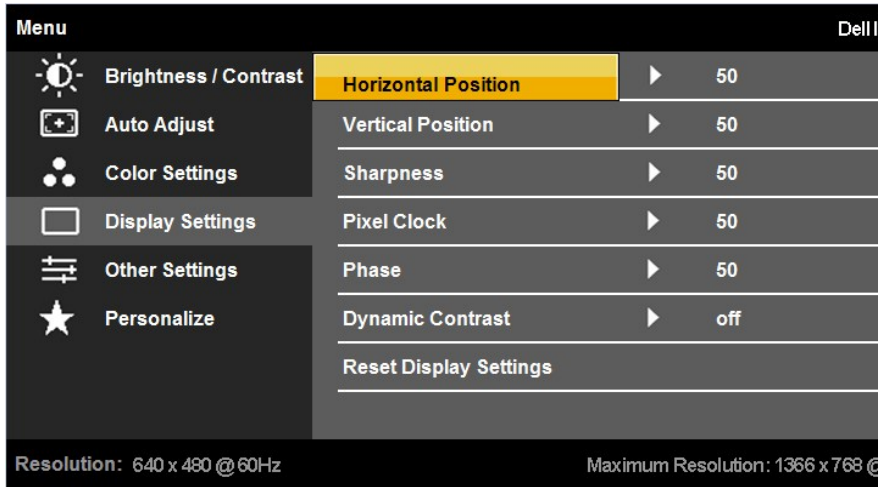 Menu Dell I
Brightness / Contrast Horizontal Position 50
Auto Adjust Vertical Position 50
Color Settings Sharpness 50
Display Settings Pixel Clock 50
Other Settings Phase 50
Personalize Dynamic Contrast off
Reset Display Settings
Resolution: 640 x 480 @ 60Hz Maximum Resolution: 1366 x 768 @